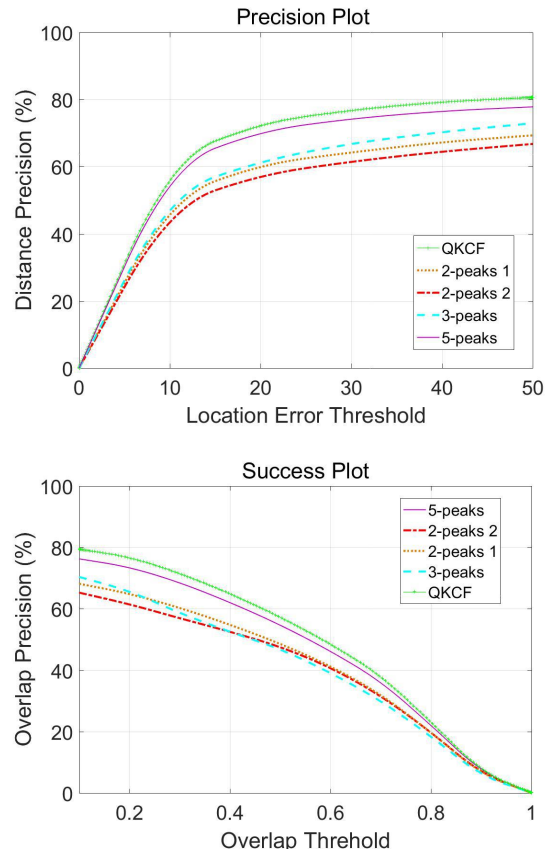 Precision Plot
100
80
60
40
20
0
Distance Precision (%)
QKCF
2-peaks 1
2-peaks 2
3-peaks
5-peaks
0 10 20 30 40 50
Location Error Threshold
Success Plot
100
80
60
40
20
0
Overlap Precision (%)
5-peaks
2-peaks 2
2-peaks 1
3-peaks
QKCF
0.2 0.4 0.6 0.8 1
Overlap Threhold